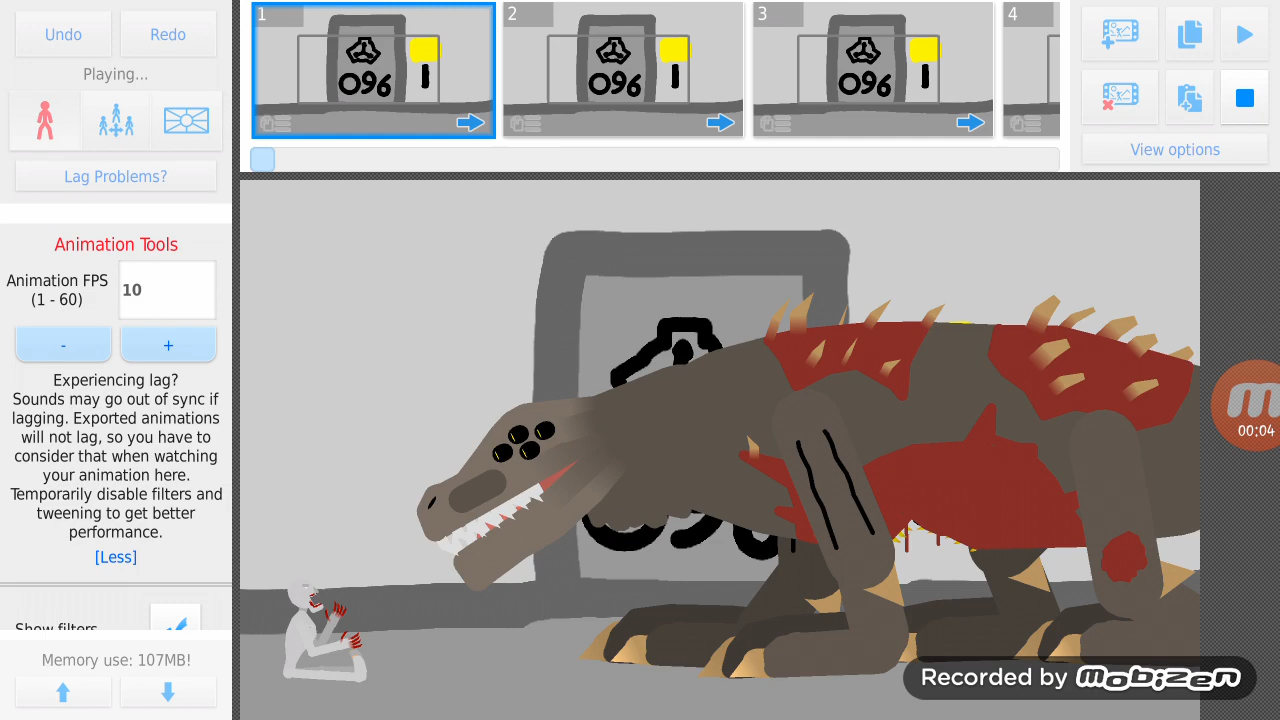 Undo
Redo
Playing...
Lag Problems?
Animation Tools
Animation FPS
(1 - 60)
10
-
+
Experiencing lag?
Sounds may go out of sync if
lagging. Exported animations
will not lag, so you have to
consider that when watching
your animation here.
Temporarily disable filters and
tweening to get better
performance.
[Less]
Show filters
Memory use: 107MB!
1
096
2
096
3
096
4
View options
00:04
Recorded by mobizen